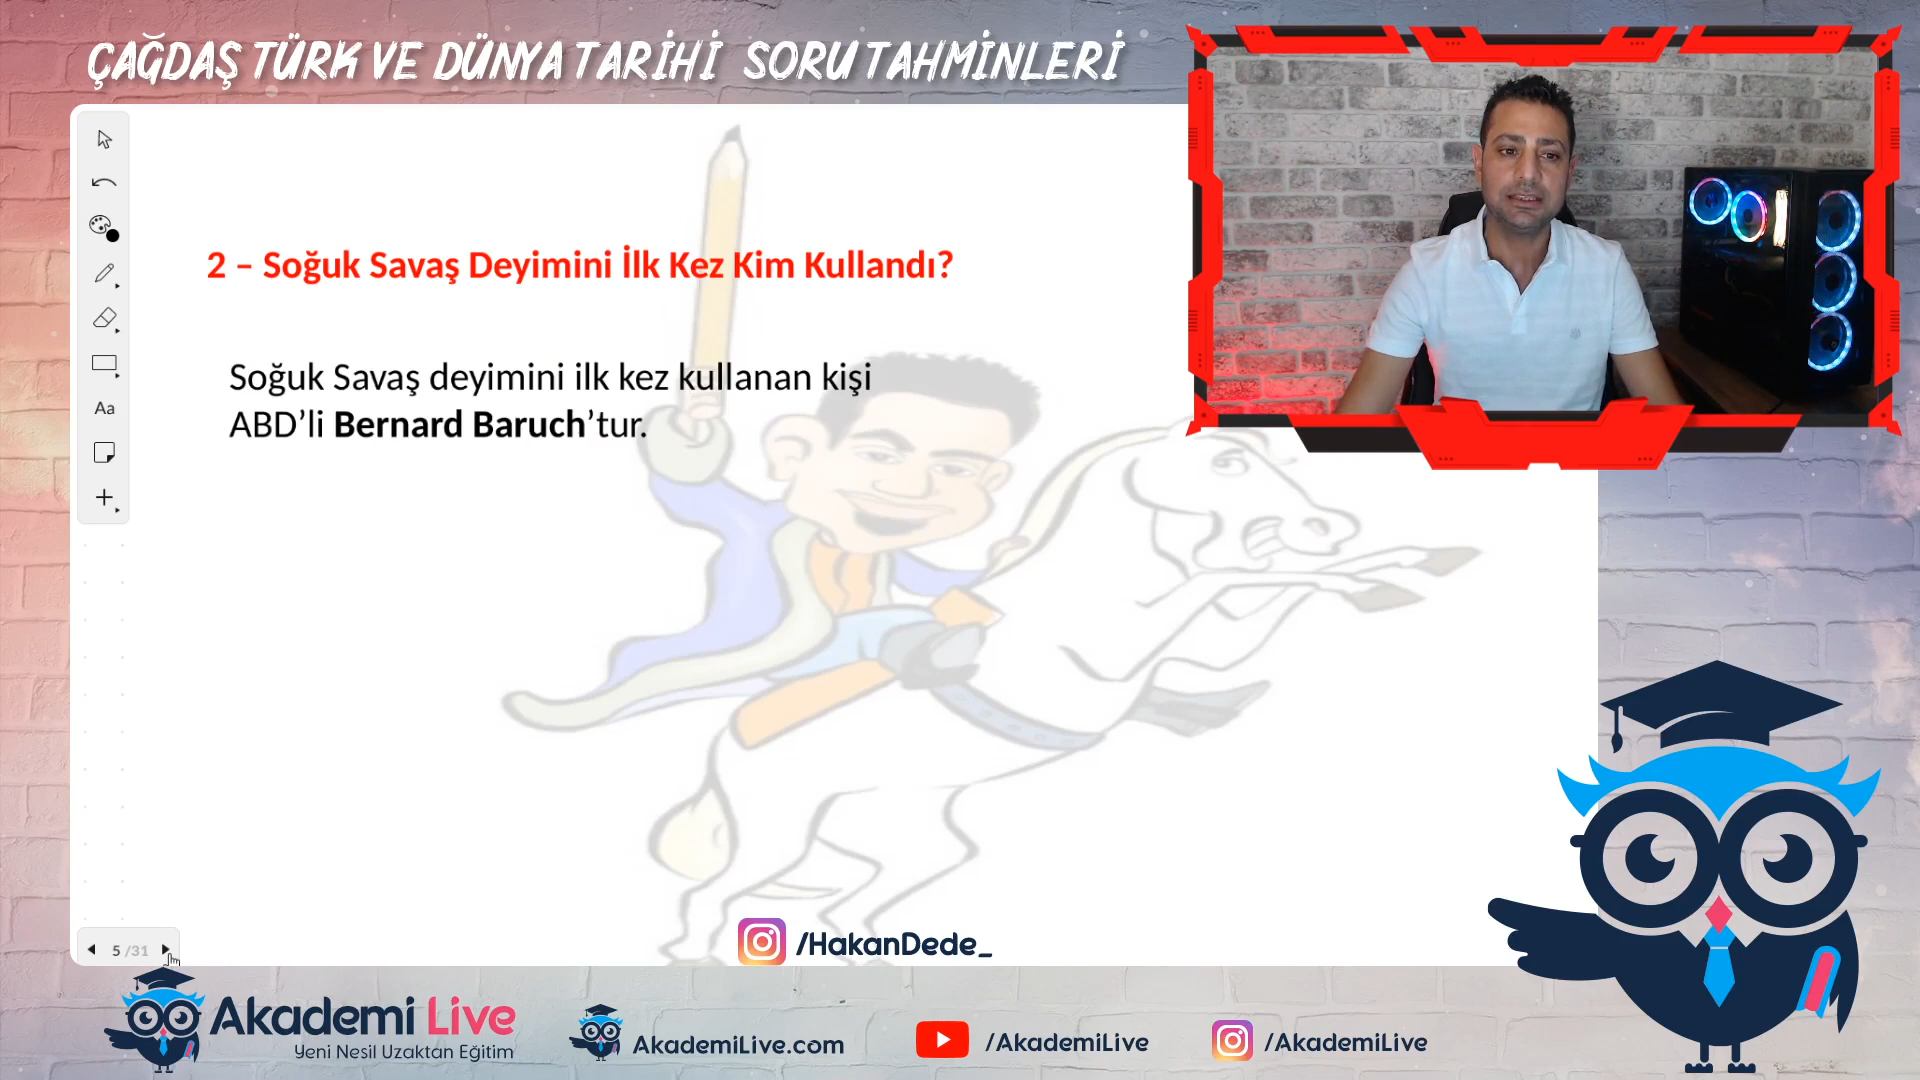 ÇAĞDAŞ TÜRK VE DÜNYA TARİHİ SORU TAHMİNLERİ
2 – Soğuk Savaş Deyimini İlk Kez Kim Kullandı?
Soğuk Savaş deyimini ilk kez kullanan kişi
ABD’li Bernard Baruch’tur.
Aa
5 /31
/HakanDede_
Akademi Live
Yeni Nesil Uzaktan Eğitim
AkademiLive.com
/AkademiLive
/AkademiLive